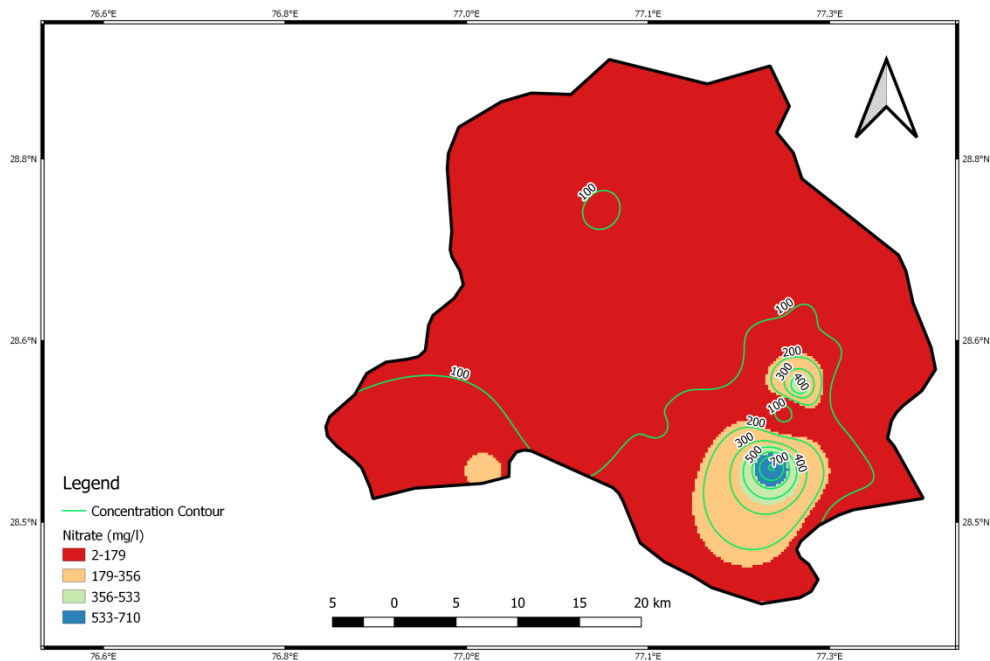 76.6°E 76.8°E 77.0°E 77.1°E 77.3°E
28.8°N 28.8°N
28.6°N 28.6°N
28.5°N 28.5°N
100
100
200
300
400
100
100
200
300
500
700
400
Legend
Concentration Contour
Nitrate (mg/l)
2-179
179-356
356-533
533-710
5 0 5 10 15 20 km
76.6°E 76.8°E 77.0°E 77.1°E 77.3°E